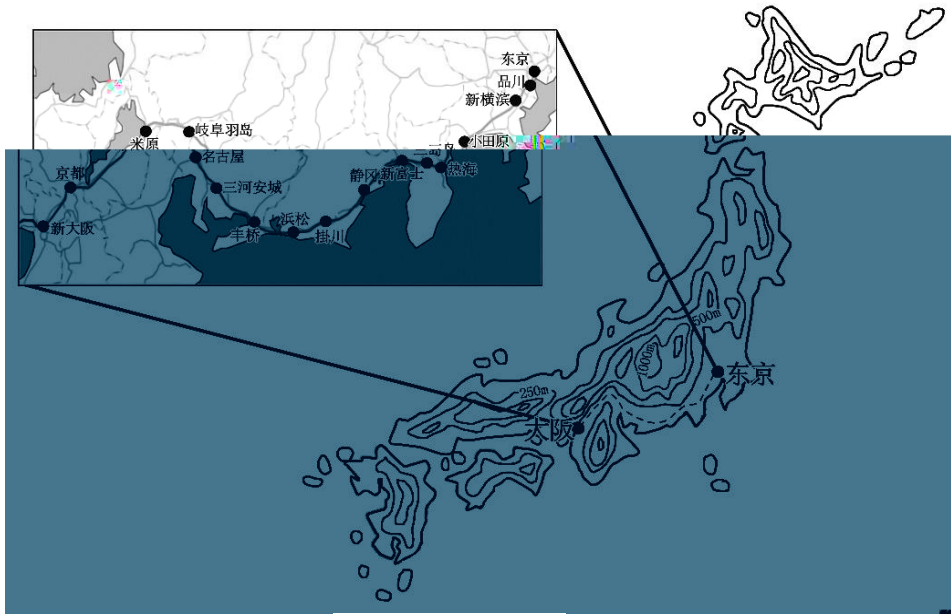 东京
品川
新横滨
小田原
岐阜羽岛
米原
名古屋
三岛
热海
京都
三河安城
静冈
新富士
新大阪
丰桥
浜松
掛川
500m
1000m
东京
250m
大阪